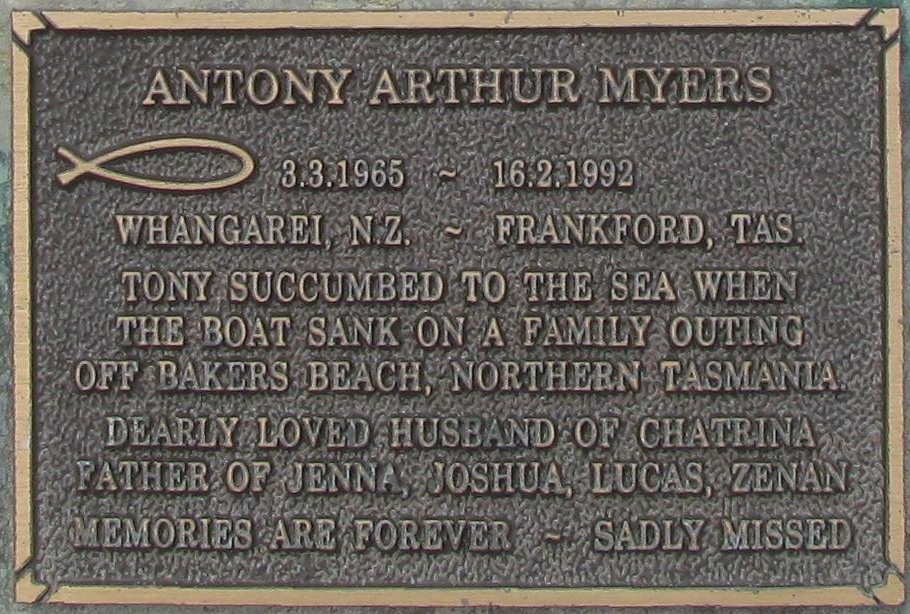 ANTONY ARTHUR MYERS
3.3.1965 ~ 16.2.1992
WHANGAREI, N.Z. ~ FRANKFORD, TAS.
TONY SUCCUMBED TO THE SEA WHEN
THE BOAT SANK ON A FAMILY OUTING
OFF BAKERS BEACH, NORTHERN TASMANIA.
DEARLY LOVED HUSBAND OF CHATRINA
FATHER OF JENNA, JOSHUA, LUCAS, ZENAN
MEMORIES ARE FOREVER ~ SADLY MISSED